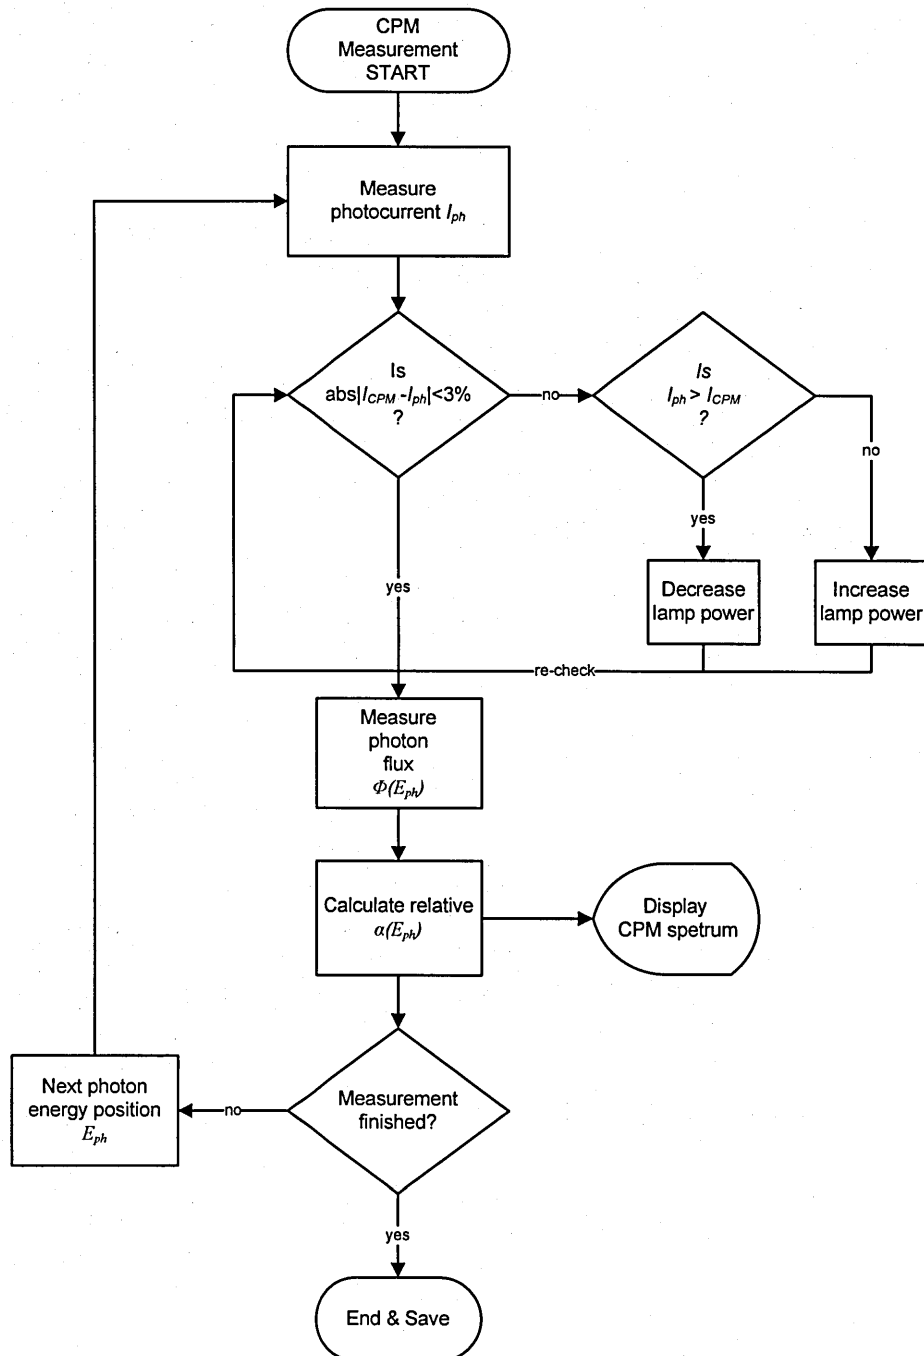 CPM
Measurement
START
Measure
photocurrent Iph
Is
abs|ICPM -Iph|<3%
?
no
Is
Iph > ICPM
?
no
yes
yes
Decrease
lamp power
Increase
lamp power
re-check
Measure
photon
flux
Φ(Eph)
Calculate relative
α(Eph)
Display
CPM spetrum
Next photon
energy position
Eph
no
Measurement
finished?
yes
End & Save